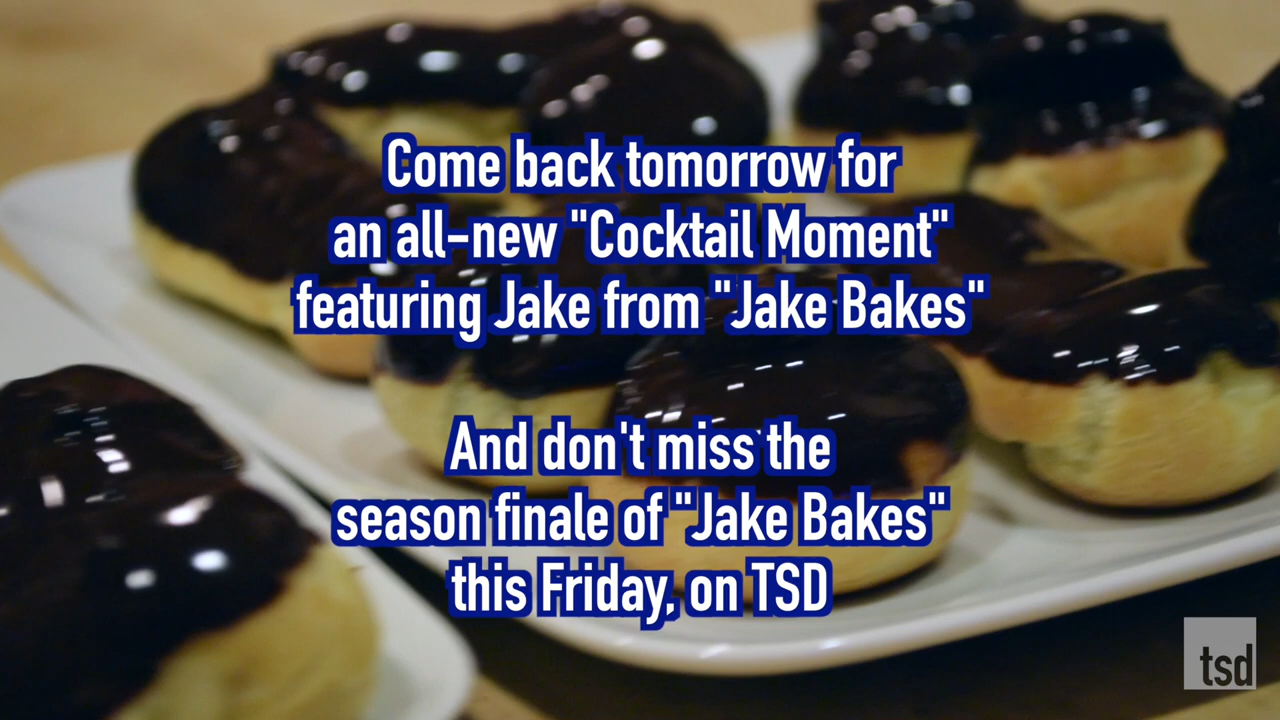 Come back tomorrow for
an all-new "Cocktail Moment"
featuring Jake from "Jake Bakes"
And don't miss the
season finale of "Jake Bakes"
this Friday, on TSD
tsd